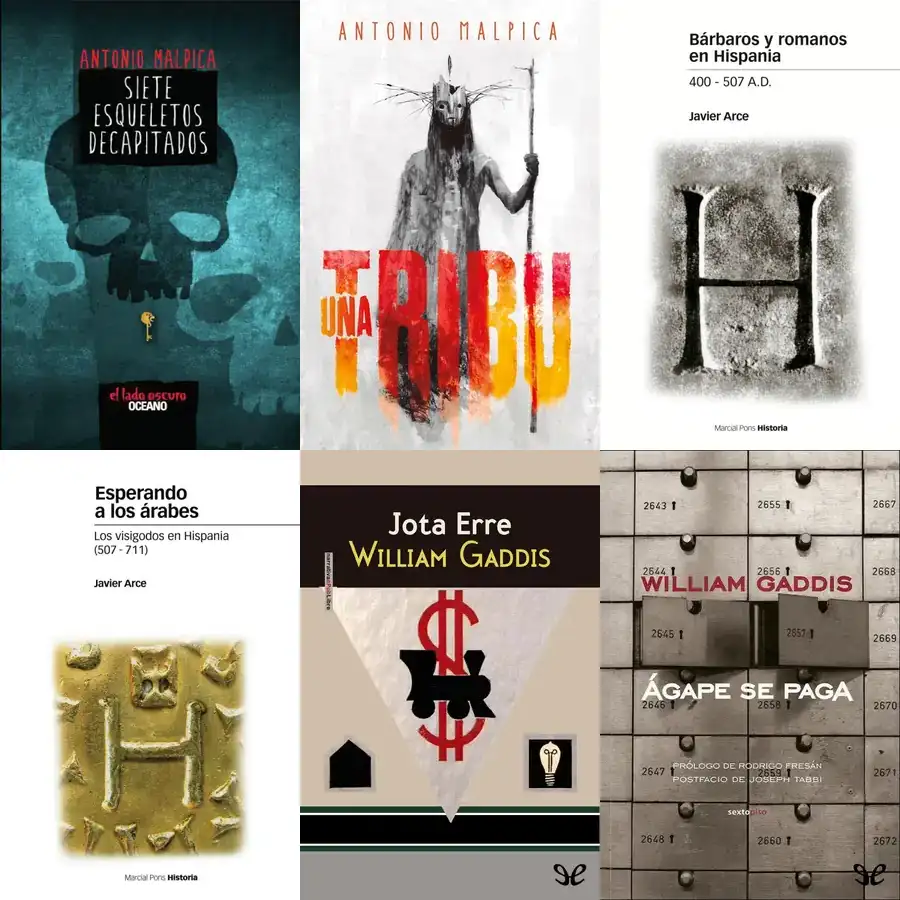 ANTONIO MALPICA
SIETE
ESQUELETOS
DECAPITADOS
el lado oscuro
OCEANO
ANTONIO MALPICA
UNA
TRIBU
Bárbaros y romanos
en Hispania
400 - 507 A.D.
Javier Arce
H
Marcial Pons Historia
Esperando
a los árabes
Los visigodos en Hispania
(507 - 711)
Javier Arce
H
Marcial Pons Historia
Jota Erre
WILLIAM GADDIS
2643
2655
2667
2644
2656
2668
WILLIAM GADDIS
2645
2657
2669
ÁGAPE SE PAGA
2646
2658
2670
PRÓLOGO DE RODRIGO FRESÁN
POSTFACIO DE JOSEPH TABBI
2647
2659
2671
sextopiso
2648
2660
2672